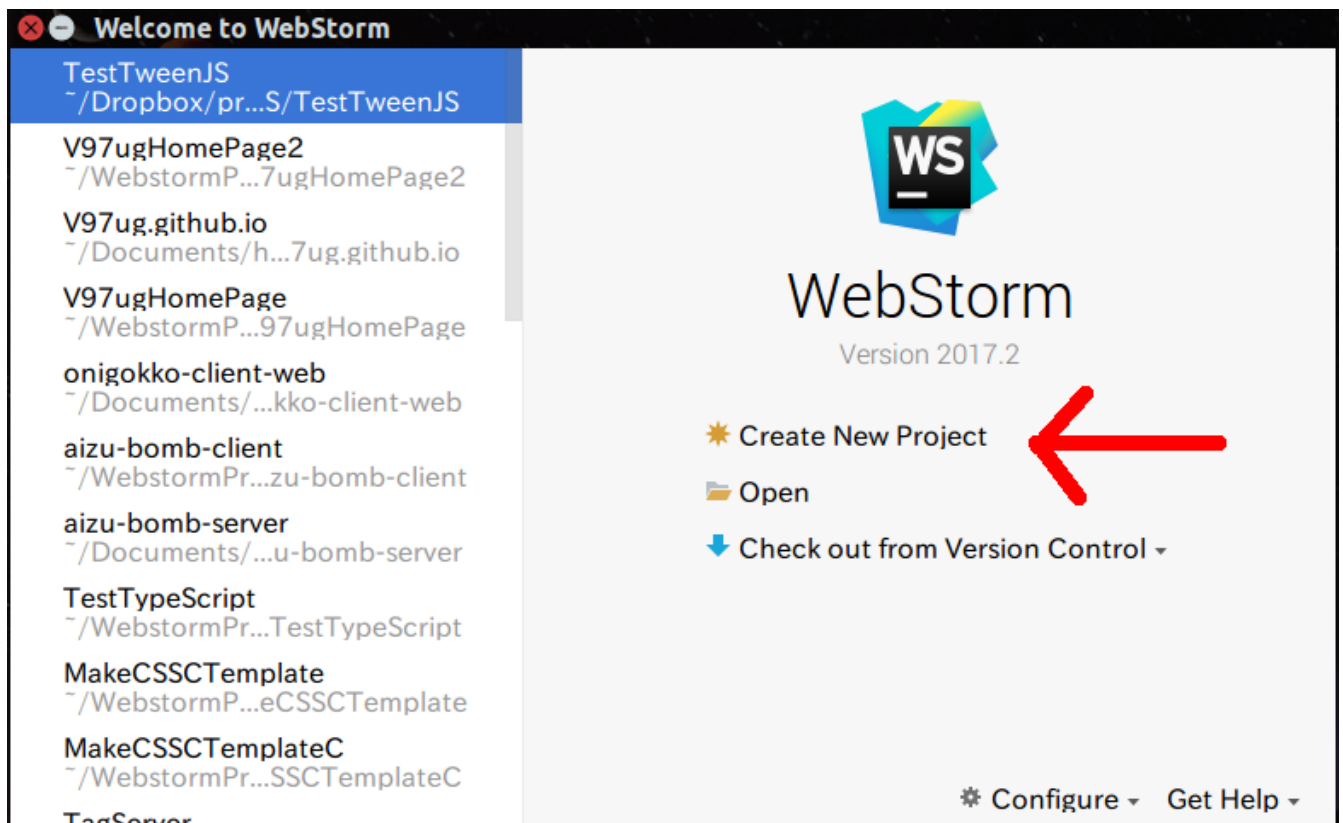 Welcome to WebStorm
TestTweenJS
~/Dropbox/pr...S/TestTweenJS
V97ugHomePage2
~/WebstormP...7ugHomePage2
V97ug.github.io
~/Documents/h...7ug.github.io
V97ugHomePage
~/WebstormP...97ugHomePage
onigokko-client-web
~/Documents/...kko-client-web
aizu-bomb-client
~/WebstormPr...zu-bomb-client
aizu-bomb-server
~/Documents/...u-bomb-server
TestTypeScript
~/WebstormPr...TestTypeScript
MakeCSSCTemplate
~/WebstormP...eCSSCTemplate
MakeCSSCTemplateC
~/WebstormPr...SSCTemplateC
TagServer
WS
WebStorm
Version 2017.2
Create New Project
Open
Check out from Version Control
Configure
Get Help